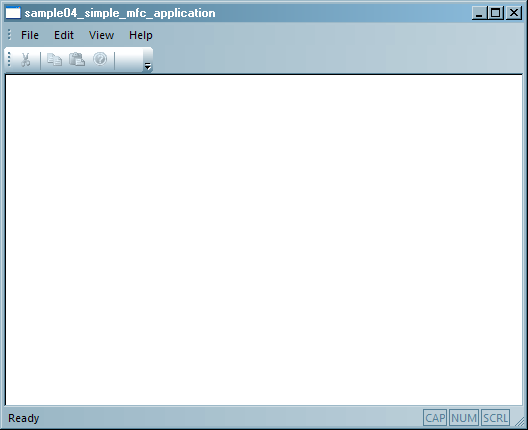 sample04_simple_mfc_application
File Edit View Help
Ready CAP NUM SCRL